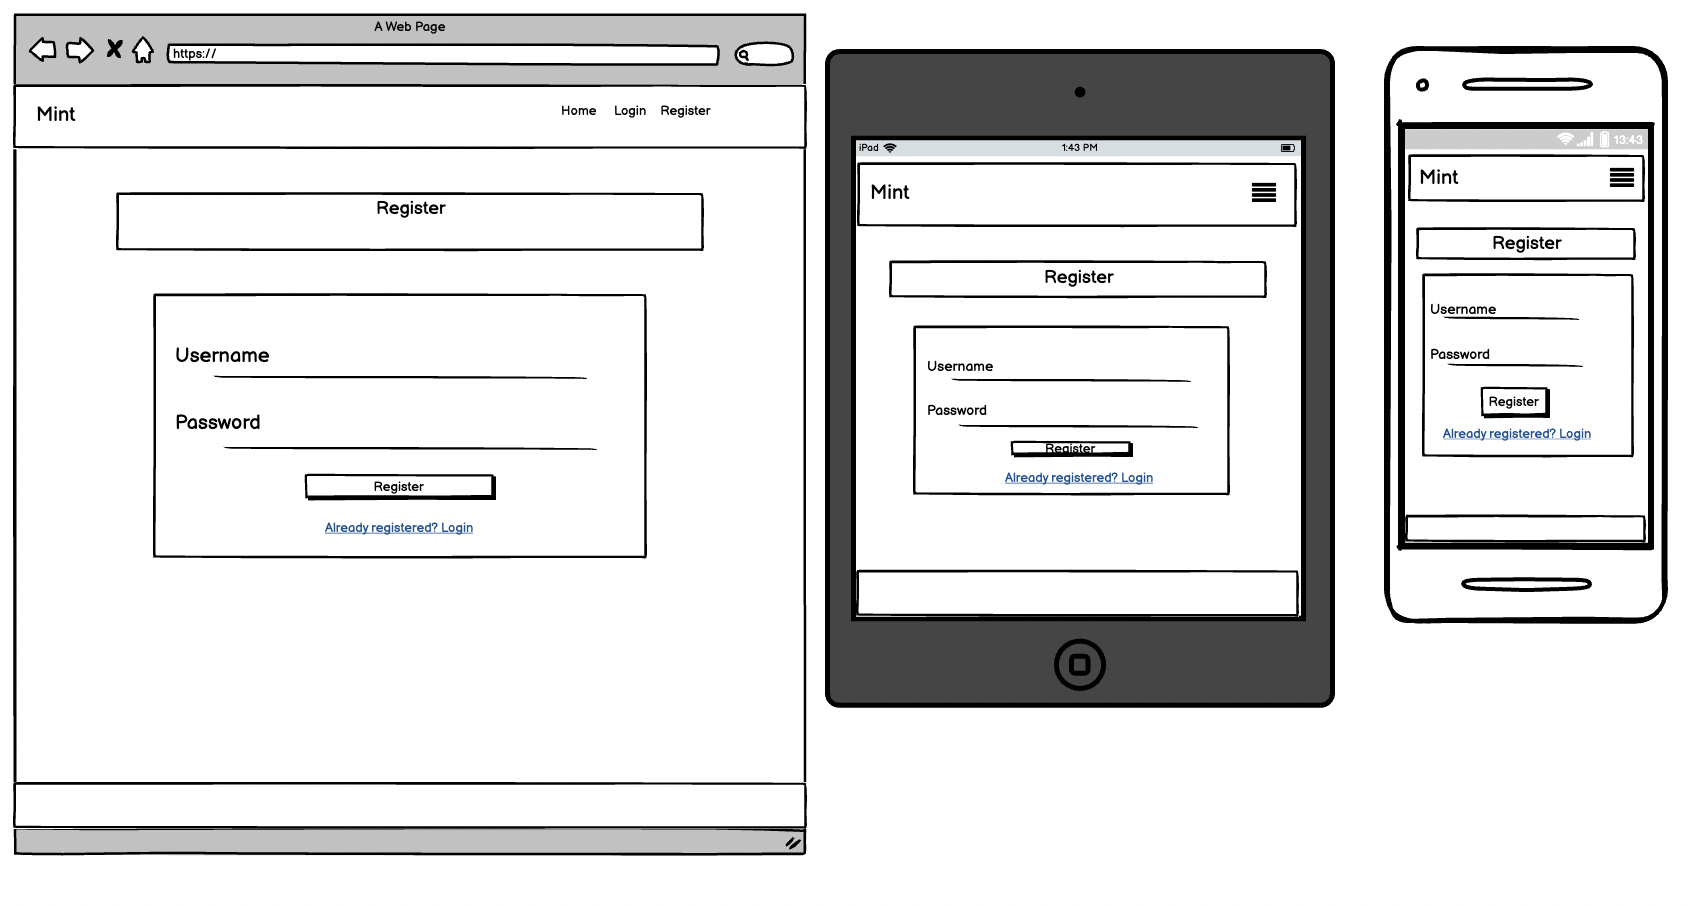 A Web Page
https://
Mint
Home Login Register
Register
Username
Password
Register
Already registered? Login
iPad 1:43 PM
Mint
Register
Username
Password
Register
Already registered? Login
13:43
Mint
Register
Username
Password
Register
Already registered? Login